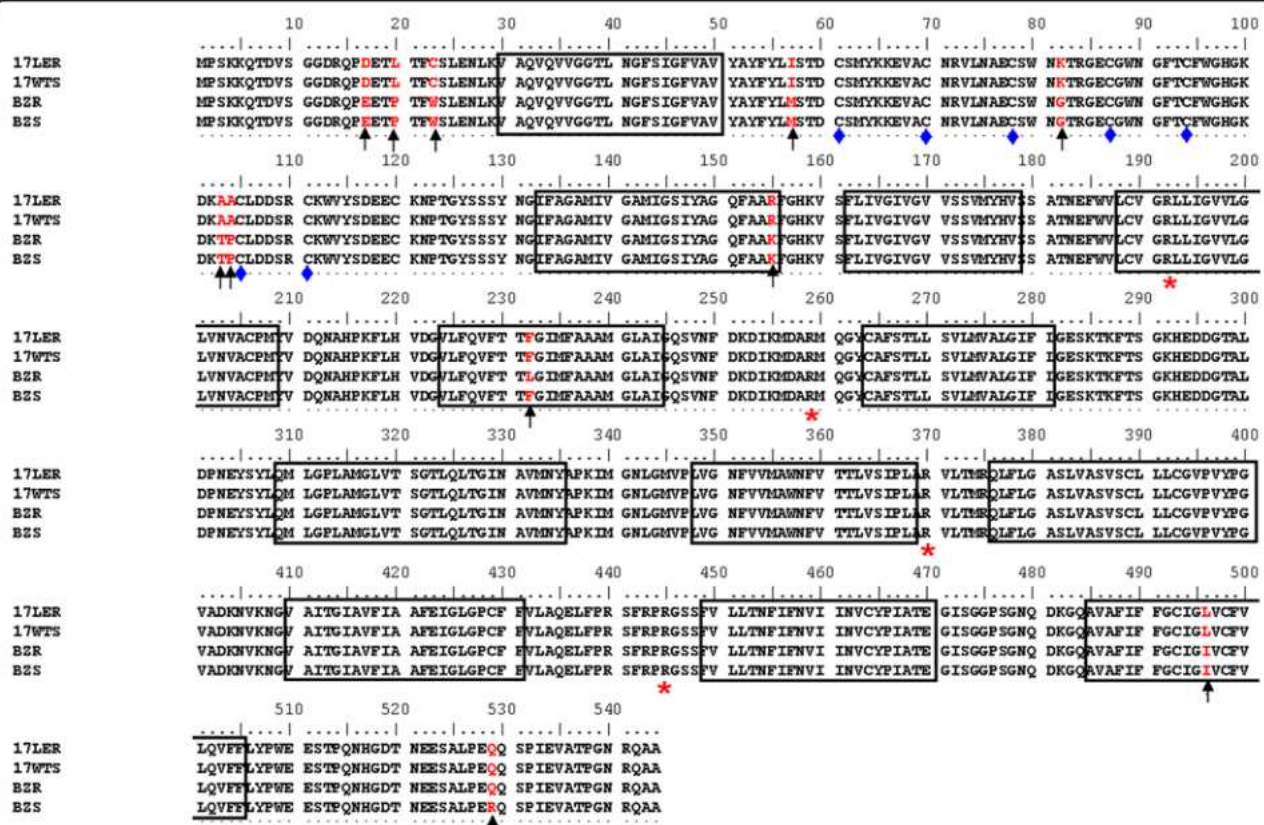 10 20 30 40 50 60 70 80 90 100
17LER MPSKKQTDVS GGDRQPDETL TFCSLENLKV AQVQVVGGTL NGFSIGFVAV YAYFYLISTD CSMYKKEVAC NRVLNAECSW NKTRGECGWN GFTCFWGHGK
17WTS MPSKKQTDVS GGDRQPDETL TFCSLENLKV AQVQVVGGTL NGFSIGFVAV YAYFYLISTD CSMYKKEVAC NRVLNAECSW NKTRGECGWN GFTCFWGHGK
BZR MPSKKQTDVS GGDRQPEETP TFWSLENLKV AQVQVVGGTL NGFSIGFVAV YAYFYLMSTD CSMYKKEVAC NRVLNAECSW NGTRGECGWN GFTCFWGHGK
BZS MPSKKQTDVS GGDRQPEETP TFWSLENLKV AQVQVVGGTL NGFSIGFVAV YAYFYLMSTD CSMYKKEVAC NRVLNAECSW NGTRGECGWN GFTCFWGHGK
110 120 130 140 150 160 170 180 190 200
17LER DKAACLDDSR CKWVYSDEEC KNPTGYSSSY NGIFAGAMIV GAMIGSIYAG QFAARFGHKV SFLIVGIVGV VSSVMYHVSS ATNEFWVLCV GRLLIGVVLG
17WTS DKAACLDDSR CKWVYSDEEC KNPTGYSSSY NGIFAGAMIV GAMIGSIYAG QFAARFGHKV SFLIVGIVGV VSSVMYHVSS ATNEFWVLCV GRLLIGVVLG
BZR DKTPCLDDSR CKWVYSDEEC KNPTGYSSSY NGIFAGAMIV GAMIGSIYAG QFAAKFGHKV SFLIVGIVGV VSSVMYHVSS ATNEFWVLCV GRLLIGVVLG
BZS DKTPCLDDSR CKWVYSDEEC KNPTGYSSSY NGIFAGAMIV GAMIGSIYAG QFAAKFGHKV SFLIVGIVGV VSSVMYHVSS ATNEFWVLCV GRLLIGVVLG
210 220 230 240 250 260 270 280 290 300
17LER LVNVACPMYV DQNAHPKFLH VDGVLFQVFT TFGIMFAAAM GLAIGQSVNF DKDIKMDARM QGYCAFSTLL SVLMVALGIF IGESKTKFTS GKHEDDGTAL
17WTS LVNVACPMYV DQNAHPKFLH VDGVLFQVFT TFGIMFAAAM GLAIGQSVNF DKDIKMDARM QGYCAFSTLL SVLMVALGIF IGESKTKFTS GKHEDDGTAL
BZR LVNVACPMYV DQNAHPKFLH VDGVLFQVFT TLGIMFAAAM GLAIGQSVNF DKDIKMDARM QGYCAFSTLL SVLMVALGIF IGESKTKFTS GKHEDDGTAL
BZS LVNVACPMYV DQNAHPKFLH VDGVLFQVFT TFGIMFAAAM GLAIGQSVNF DKDIKMDARM QGYCAFSTLL SVLMVALGIF IGESKTKFTS GKHEDDGTAL
310 320 330 340 350 360 370 380 390 400
17LER DPNEYSYLQM LGPLAMGLVT SGTLQLTGIN AVMNYAPKIM GNLGMVPLVG NFVVMAWNFV TTLVSIPLAR VLTMRQLFLG ASLVASVSCL LLCGVPVYPG
17WTS DPNEYSYLQM LGPLAMGLVT SGTLQLTGIN AVMNYAPKIM GNLGMVPLVG NFVVMAWNFV TTLVSIPLAR VLTMRQLFLG ASLVASVSCL LLCGVPVYPG
BZR DPNEYSYLQM LGPLAMGLVT SGTLQLTGIN AVMNYAPKIM GNLGMVPLVG NFVVMAWNFV TTLVSIPLAR VLTMRQLFLG ASLVASVSCL LLCGVPVYPG
BZS DPNEYSYLQM LGPLAMGLVT SGTLQLTGIN AVMNYAPKIM GNLGMVPLVG NFVVMAWNFV TTLVSIPLAR VLTMRQLFLG ASLVASVSCL LLCGVPVYPG
410 420 430 440 450 460 470 480 490 500
17LER VADKNVKNGV AITGIAVFIA AFEIGLGPCF FVLAQELFPR SFRPRGSSFV LLTNFIFNVI INVCYPIATE GISGGPSGNQ DKGQAVAFIF FGCIGLVCFV
17WTS VADKNVKNGV AITGIAVFIA AFEIGLGPCF FVLAQELFPR SFRPRGSSFV LLTNFIFNVI INVCYPIATE GISGGPSGNQ DKGQAVAFIF FGCIGLVCFV
BZR VADKNVKNGV AITGIAVFIA AFEIGLGPCF FVLAQELFPR SFRPRGSSFV LLTNFIFNVI INVCYPIATE GISGGPSGNQ DKGQAVAFIF FGCIGIVCFV
BZS VADKNVKNGV AITGIAVFIA AFEIGLGPCF FVLAQELFPR SFRPRGSSFV LLTNFIFNVI INVCYPIATE GISGGPSGNQ DKGQAVAFIF FGCIGIVCFV
510 520 530 540
17LER LQVFFLYPWE ESTPQNHGDT NEESALPEQQ SPIEVATPGN RQAA
17WTS LQVFFLYPWE ESTPQNHGDT NEESALPEQQ SPIEVATPGN RQAA
BZR LQVFFLYPWE ESTPQNHGDT NEESALPEQQ SPIEVATPGN RQAA
BZS LQVFFLYPWE ESTPQNHGDT NEESALPERQ SPIEVATPGN RQAA